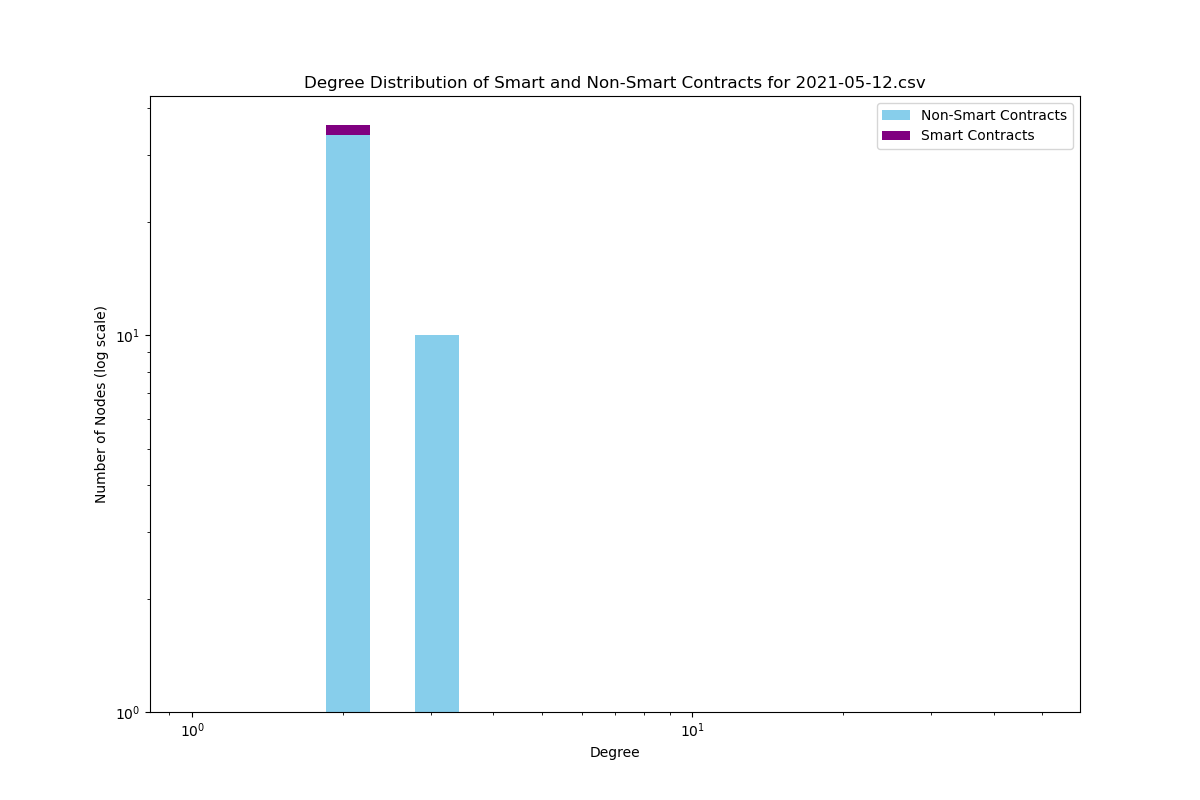 Degree Distribution of Smart and Non-Smart Contracts for 2021-05-12.csv
Non-Smart Contracts
Smart Contracts
Number of Nodes (log scale)
10¹
10⁰
10⁰ 10¹
Degree